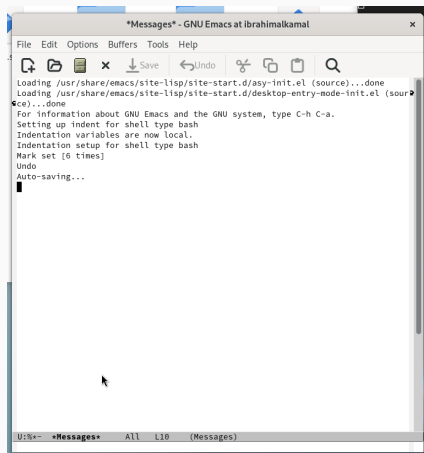 *Messages* - GNU Emacs at ibrahimalkamal
File Edit Options Buffers Tools Help
Save Undo
Loading /usr/share/emacs/site-lisp/site-start.d/asy-init.el (source)...done
Loading /usr/share/emacs/site-lisp/site-start.d/desktop-entry-mode-init.el (sour
ce)...done
For information about GNU Emacs and the GNU system, type C-h C-a.
Setting up indent for shell type bash
Indentation variables are now local.
Indentation setup for shell type bash
Mark set [6 times]
Undo
Auto-saving...
U:%*- *Messages* All L10 (Messages)